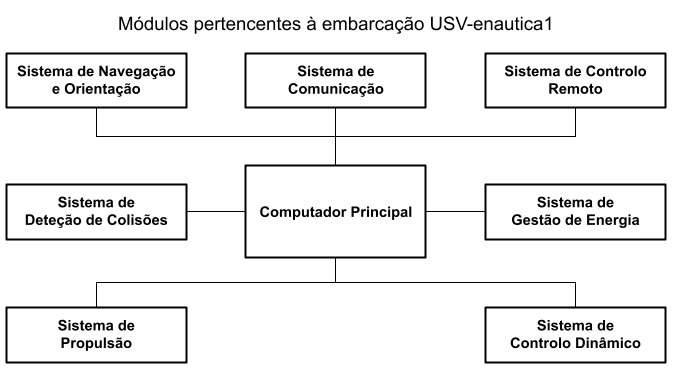 Módulos pertencentes à embarcação USV-enautica1
Sistema de Navegação
e Orientação
Sistema de
Comunicação
Sistema de Controlo
Remoto
Sistema de
Deteção de Colisões
Computador Principal
Sistema de
Gestão de Energia
Sistema de
Propulsão
Sistema de
Controlo Dinâmico